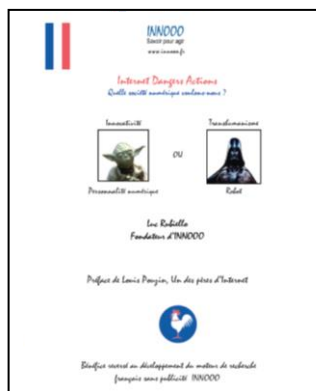 INNOOO
Savoir pour agir
www.innooo.fr
Internet Dangers Actions
Quelle société numérique voulons-nous ?
Innovativité
Transhumanisme
OU
Personnalité numérique
Robot
Luc Rubiello
Fondateur d'INNOOO
Préface de Louis Pouzin, Un des pères d'Internet
Bénéfice reversé au développement du moteur de recherche
français sans publicité INNOOO